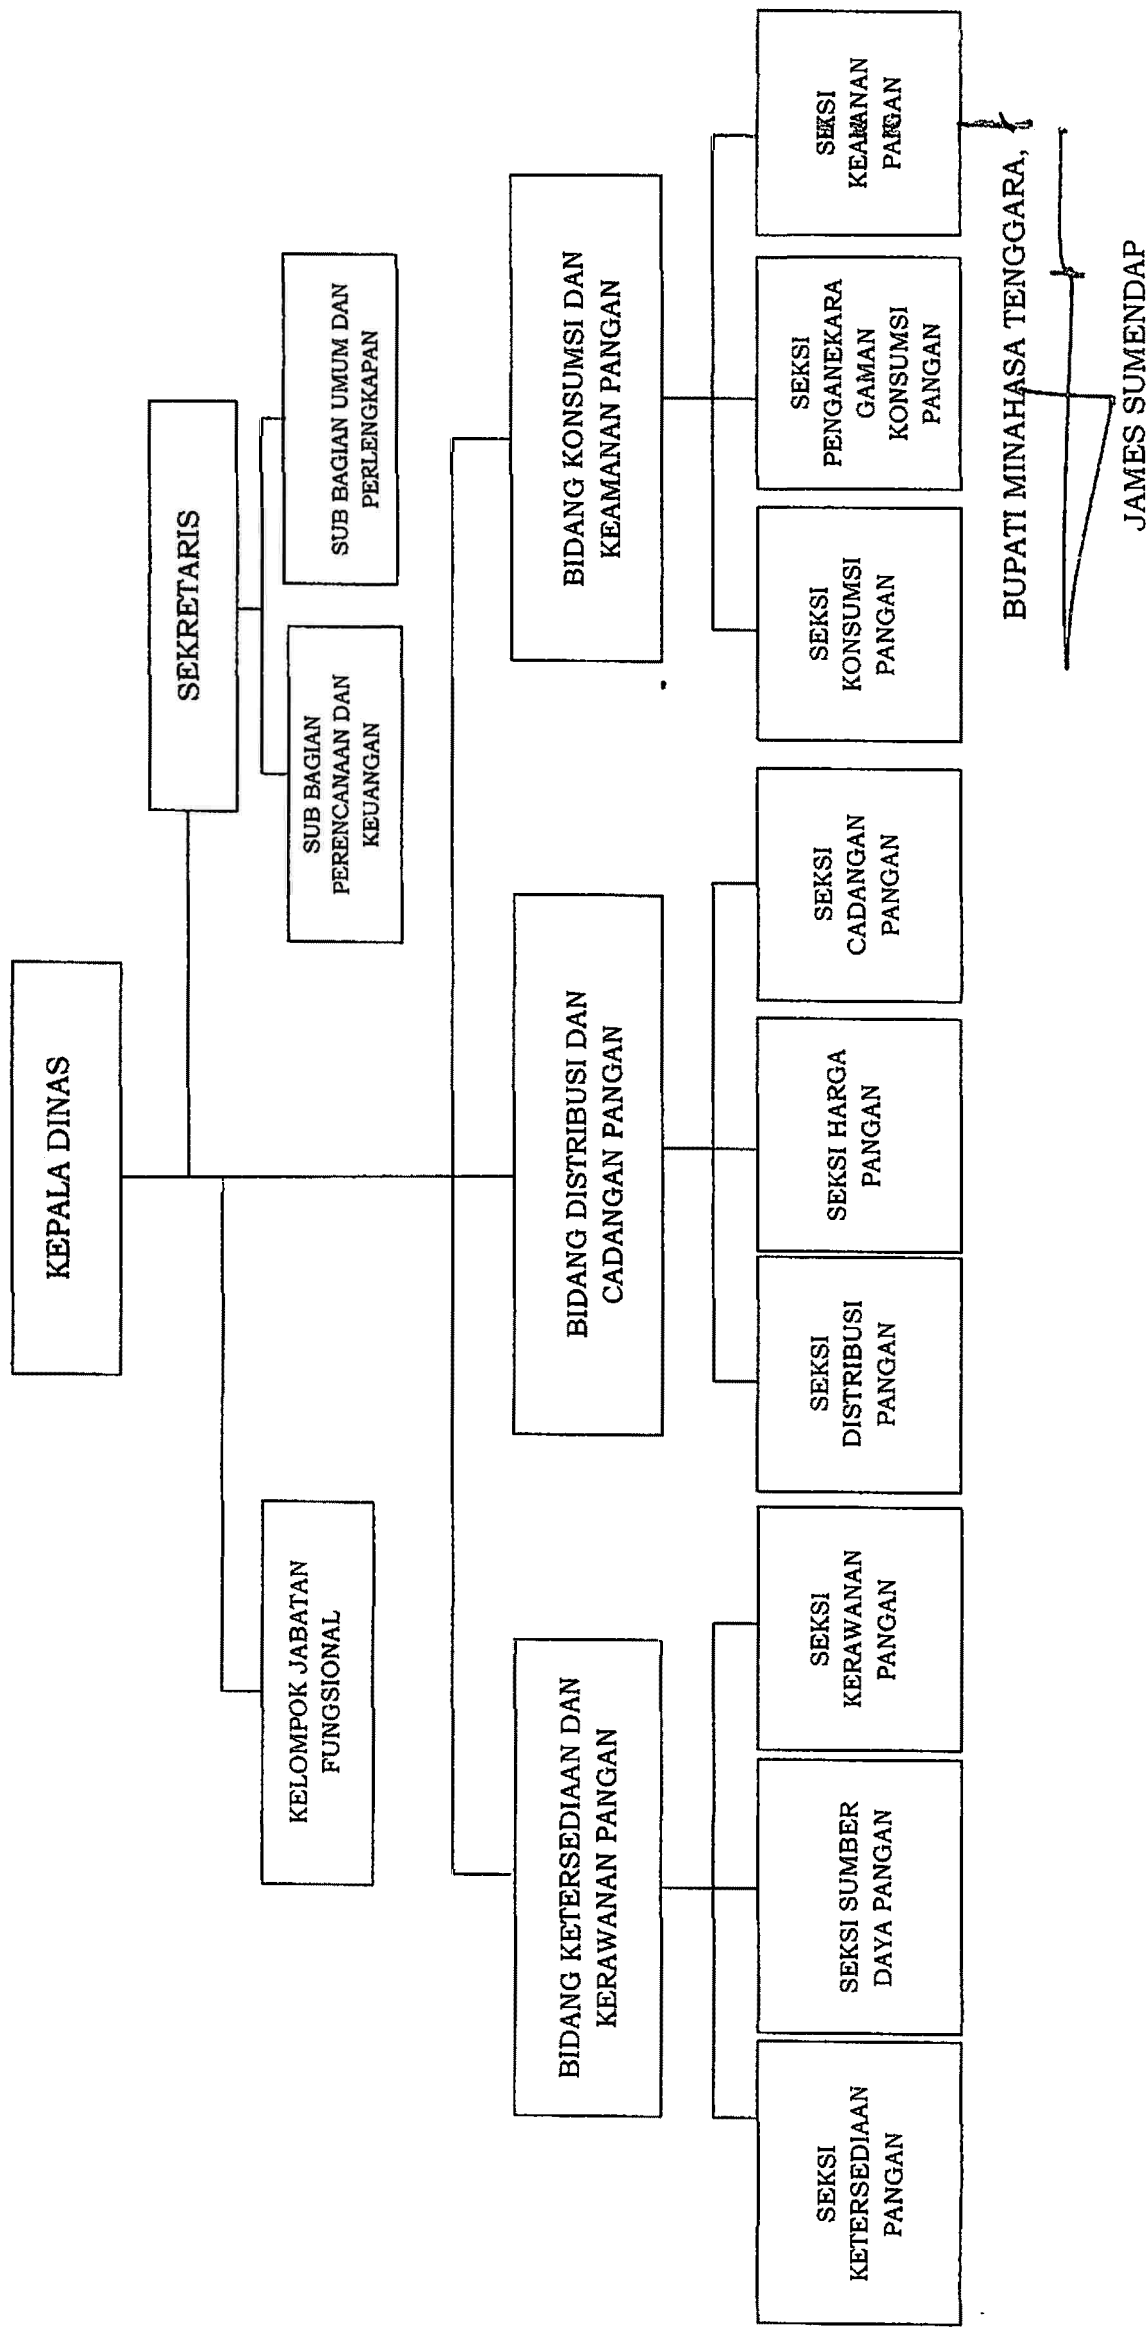 KEPALA DINAS
SEKRETARIS
KELOMPOK JABATAN
FUNGSIONAL
SUB BAGIAN
PERENCANAAN DAN
KEUANGAN
SUB BAGIAN UMUM DAN
PERLENGKAPAN
BIDANG KETERSEDIAAN DAN
KERAWANAN PANGAN
BIDANG DISTRIBUSI DAN
CADANGAN PANGAN
BIDANG KONSUMSI DAN
KEAMANAN PANGAN
SEKSI
KETERSEDIAAN
PANGAN
SEKSI SUMBER
DAYA PANGAN
SEKSI
KERAWANAN
PANGAN
SEKSI
DISTRIBUSI
PANGAN
SEKSI HARGA
PANGAN
SEKSI
CADANGAN
PANGAN
SEKSI
KONSUMSI
PANGAN
SEKSI
PENGANEKARA
GAMAN
KONSUMSI
PANGAN
SEKSI
KEAMANAN
PANGAN
BUPATI MINAHASA TENGGARA,
JAMES SUMENDAP